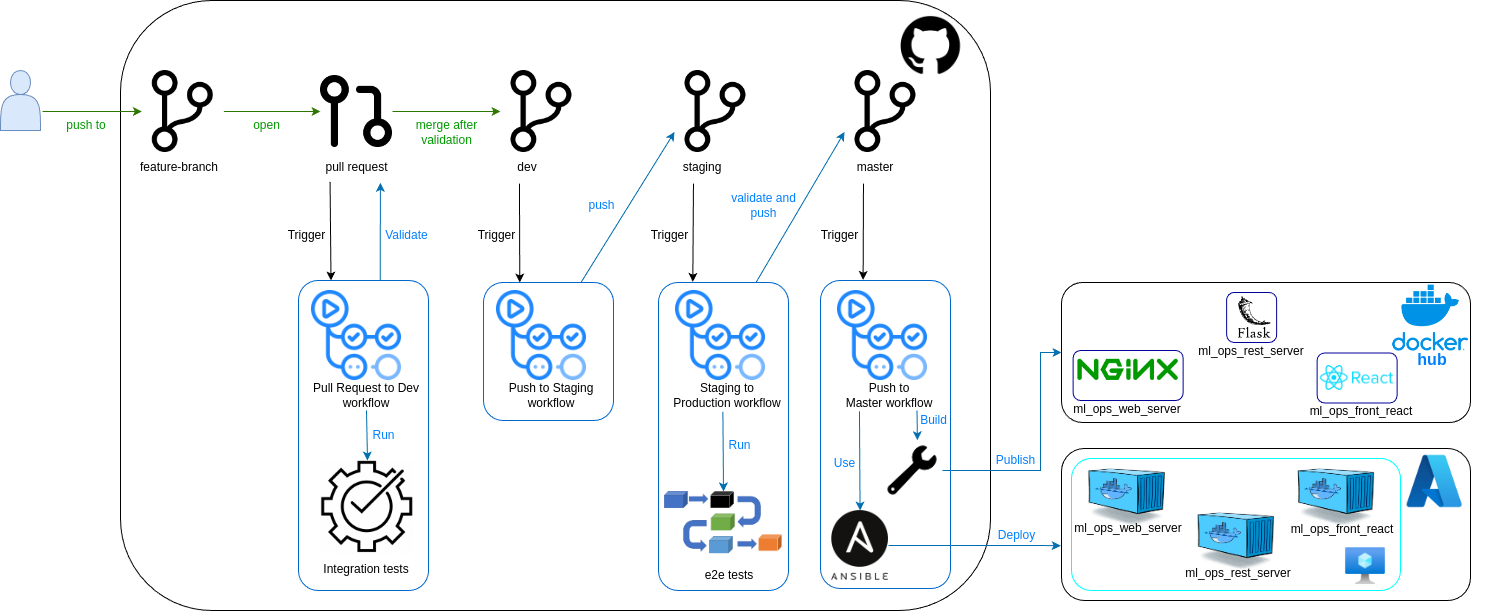 push to
open
merge after
validation
feature-branch
pull request
dev
staging
master
push
validate and
push
Trigger
Validate
Trigger
Trigger
Trigger
Pull Request to Dev
workflow
Run
Integration tests
Push to Staging
workflow
Staging to
Production workflow
Run
e2e tests
Push to
Master workflow
Build
Use
ANSIBLE
Publish
Deploy
Flask
ml_ops_rest_server
docker
hub
NGINX
ml_ops_web_server
React
ml_ops_front_react
ml_ops_web_server
ml_ops_front_react
ml_ops_rest_server